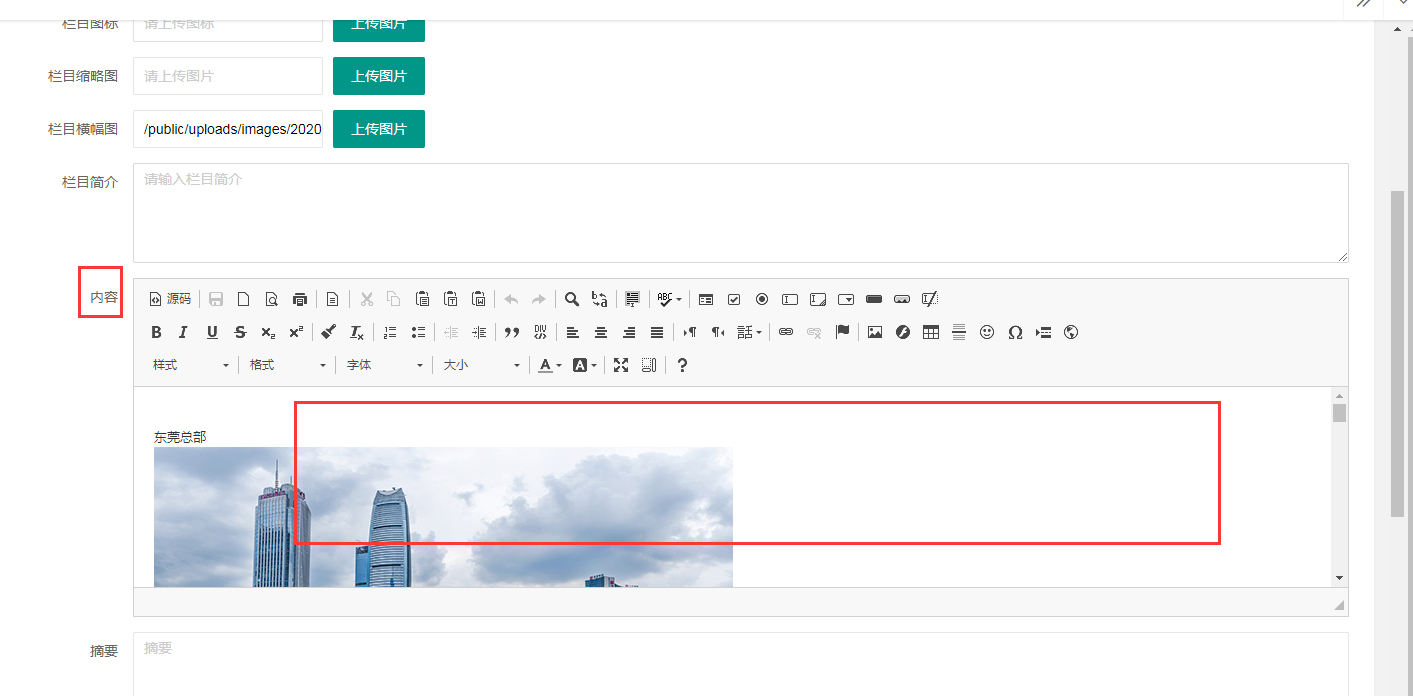 栏目图标 请上传图标 上传图片
栏目缩略图 请上传图片 上传图片
栏目横幅图 /public/uploads/images/2020 上传图片
栏目简介 请输入栏目简介
内容 源码
样式 格式 字体 大小
东莞总部
摘要 摘要